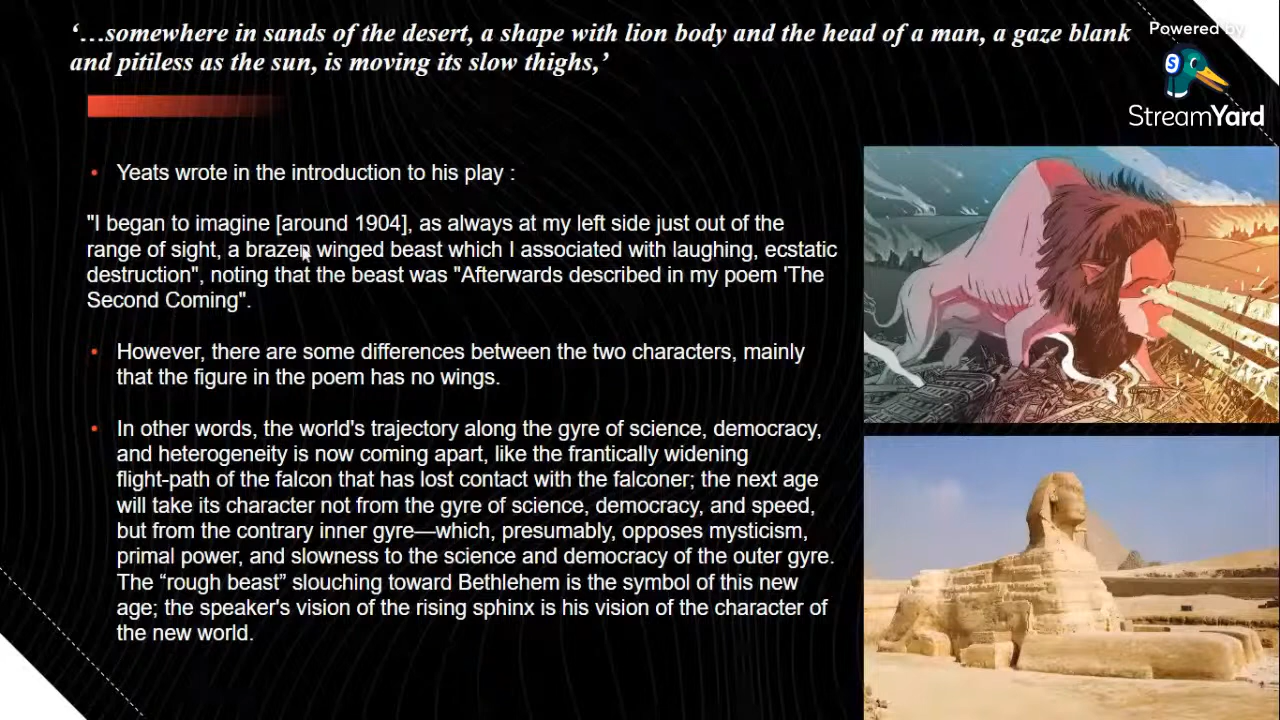 ‘…somewhere in sands of the desert, a shape with lion body and the head of a man, a gaze blank
and pitiless as the sun, is moving its slow thighs,’
Powered by
S
StreamYard
• Yeats wrote in the introduction to his play :
"I began to imagine [around 1904], as always at my left side just out of the
range of sight, a brazen winged beast which I associated with laughing, ecstatic
destruction", noting that the beast was "Afterwards described in my poem 'The
Second Coming".
• However, there are some differences between the two characters, mainly
that the figure in the poem has no wings.
• In other words, the world's trajectory along the gyre of science, democracy,
and heterogeneity is now coming apart, like the frantically widening
flight-path of the falcon that has lost contact with the falconer; the next age
will take its character not from the gyre of science, democracy, and speed,
but from the contrary inner gyre—which, presumably, opposes mysticism,
primal power, and slowness to the science and democracy of the outer gyre.
The “rough beast” slouching toward Bethlehem is the symbol of this new
age; the speaker's vision of the rising sphinx is his vision of the character of
the new world.